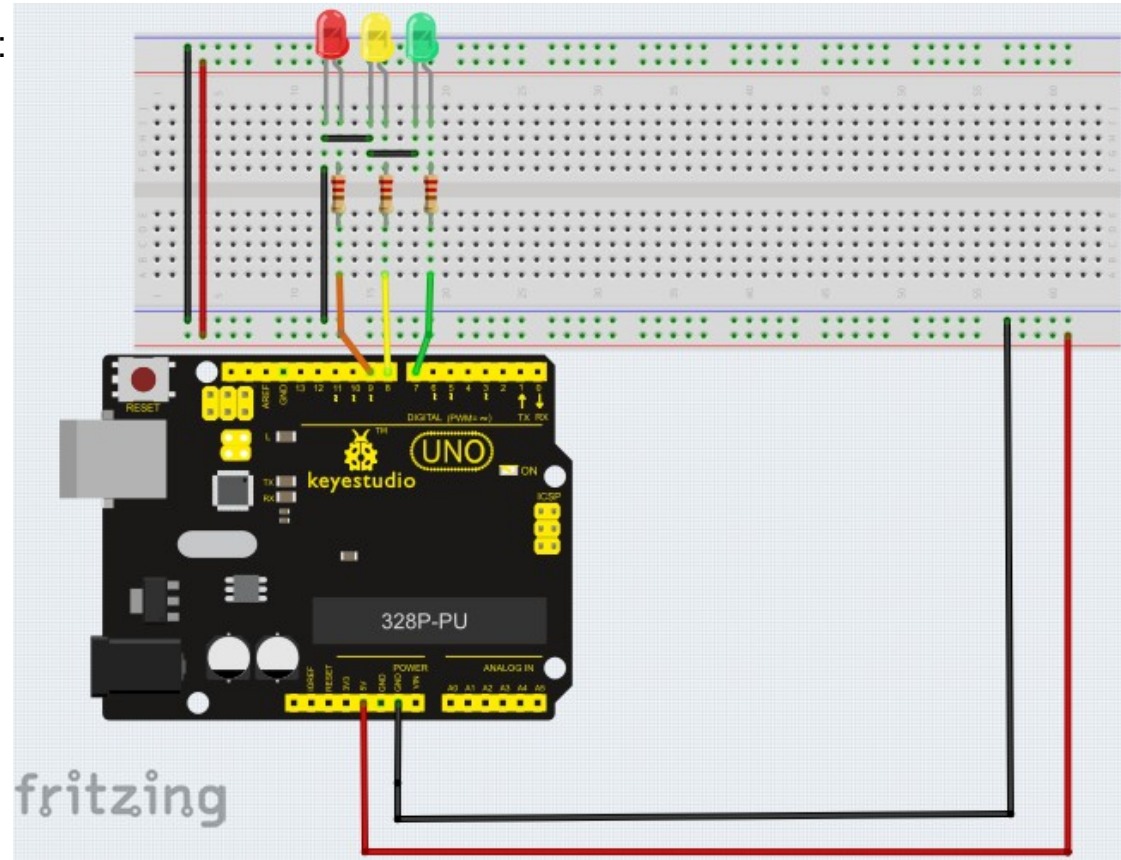 :
RESET
AREF
GND
13
12
11
10
9
8
7
6
5
4
3
2
1
0
~ ~ ~ ~ ~ ~
TX RX
DIGITAL (PWM= ~)
L
TX
RX
TM
UNO
keyestudio
ON
ICSP
328P-PU
POWER
ANALOG IN
IOREF
RESET
3V3
5V
GND
GND
VIN
A0 A1 A2 A3 A4 A5
fritzing